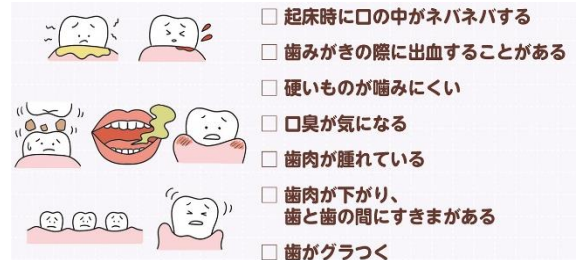 □ 起床時に口の中がネバネバする
□ 歯みがきの際に出血することがある
□ 硬いものが噛みにくい
□ 口臭が気になる
□ 歯肉が腫れている
□ 歯肉が下がり、
歯と歯の間にすきまがある
□ 歯がグラつく